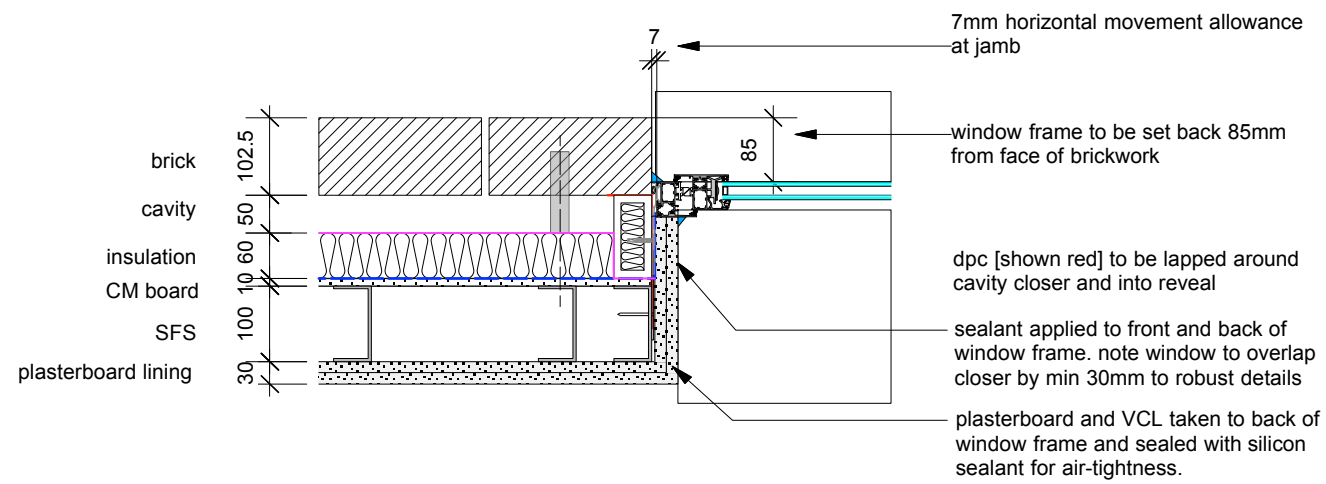 7mm horizontal movement allowance
at jamb
7
window frame to be set back 85mm
from face of brickwork
85
brick
102.5
cavity
50
insulation
60
CM board
10
SFS
100
plasterboard lining
30
dpc [shown red] to be lapped around
cavity closer and into reveal
sealant applied to front and back of
window frame. note window to overlap
closer by min 30mm to robust details
plasterboard and VCL taken to back of
window frame and sealed with silicon
sealant for air-tightness.